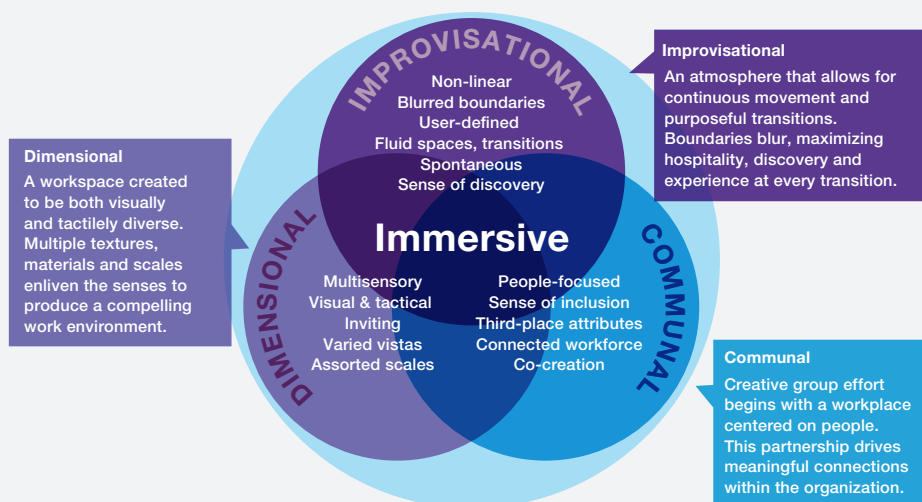 IMPROVISATIONAL
Non-linear
Blurred boundaries
User-defined
Fluid spaces, transitions
Spontaneous
Sense of discovery
Improvisational
An atmosphere that allows for
continuous movement and
purposeful transitions.
Boundaries blur, maximizing
hospitality, discovery and
experience at every transition.
Dimensional
A workspace created
to be both visually
and tactilely diverse.
Multiple textures,
materials and scales
enliven the senses to
produce a compelling
work environment.
Immersive
DIMENSIONAL
Multisensory
Visual & tactical
Inviting
Varied vistas
Assorted scales
People-focused
Sense of inclusion
Third-place attributes
Connected workforce
Co-creation
COMMUNAL
Communal
Creative group effort
begins with a workplace
centered on people.
This partnership drives
meaningful connections
within the organization.